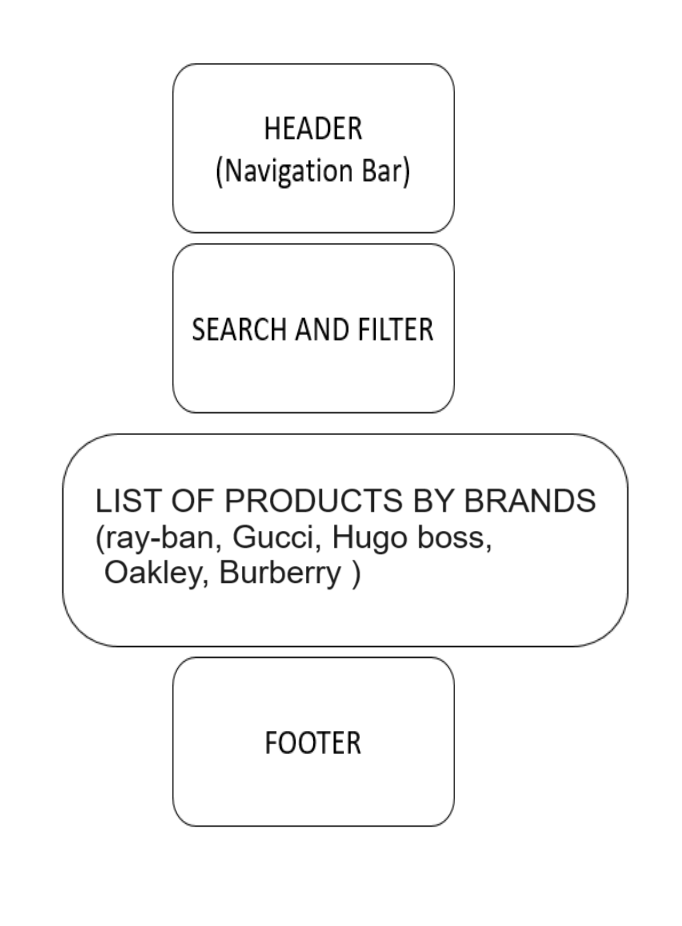 HEADER
(Navigation Bar)
SEARCH AND FILTER
LIST OF PRODUCTS BY BRANDS
(ray-ban, Gucci, Hugo boss,
Oakley, Burberry )
FOOTER